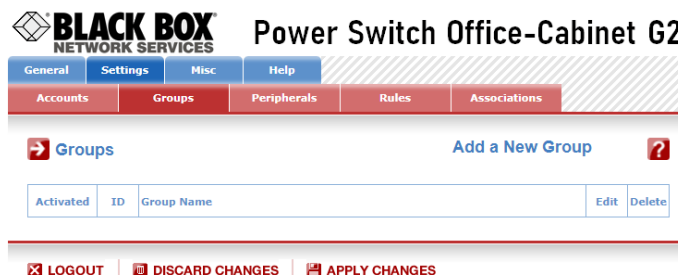 BLACK BOX®
NETWORK SERVICES
Power Switch Office-Cabinet G2
General Settings Misc Help
Accounts Groups Peripherals Rules Associations
Groups
Add a New Group
?
Activated ID Group Name Edit Delete
LOGOUT DISCARD CHANGES APPLY CHANGES